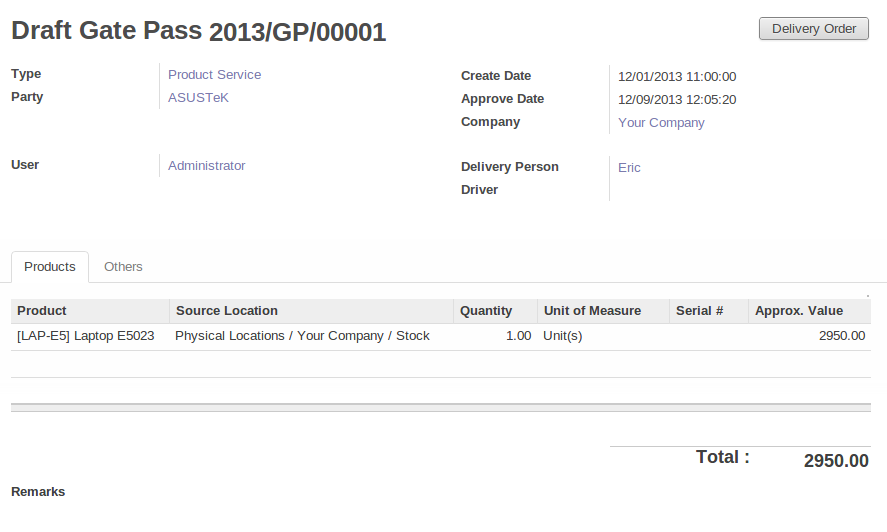 Draft Gate Pass 2013/GP/00001
Delivery Order
Type Product Service
Party ASUSTeK
Create Date 12/01/2013 11:00:00
Approve Date 12/09/2013 12:05:20
Company Your Company
User Administrator
Delivery Person Eric
Driver
Products Others
Product Source Location Quantity Unit of Measure Serial # Approx. Value
[LAP-E5] Laptop E5023 Physical Locations / Your Company / Stock 1.00 Unit(s) 2950.00
Total : 2950.00
Remarks